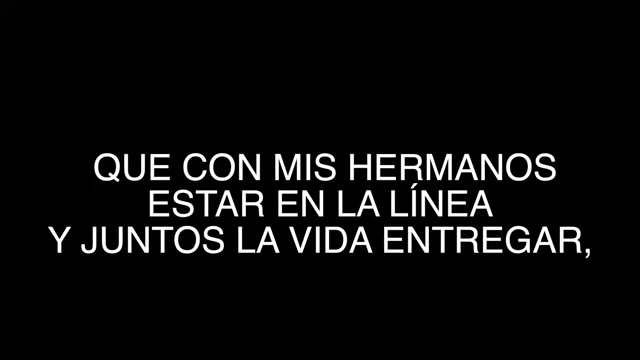 QUE CON MIS HERMANOS
ESTAR EN LA LÍNEA
Y JUNTOS LA VIDA ENTREGAR,